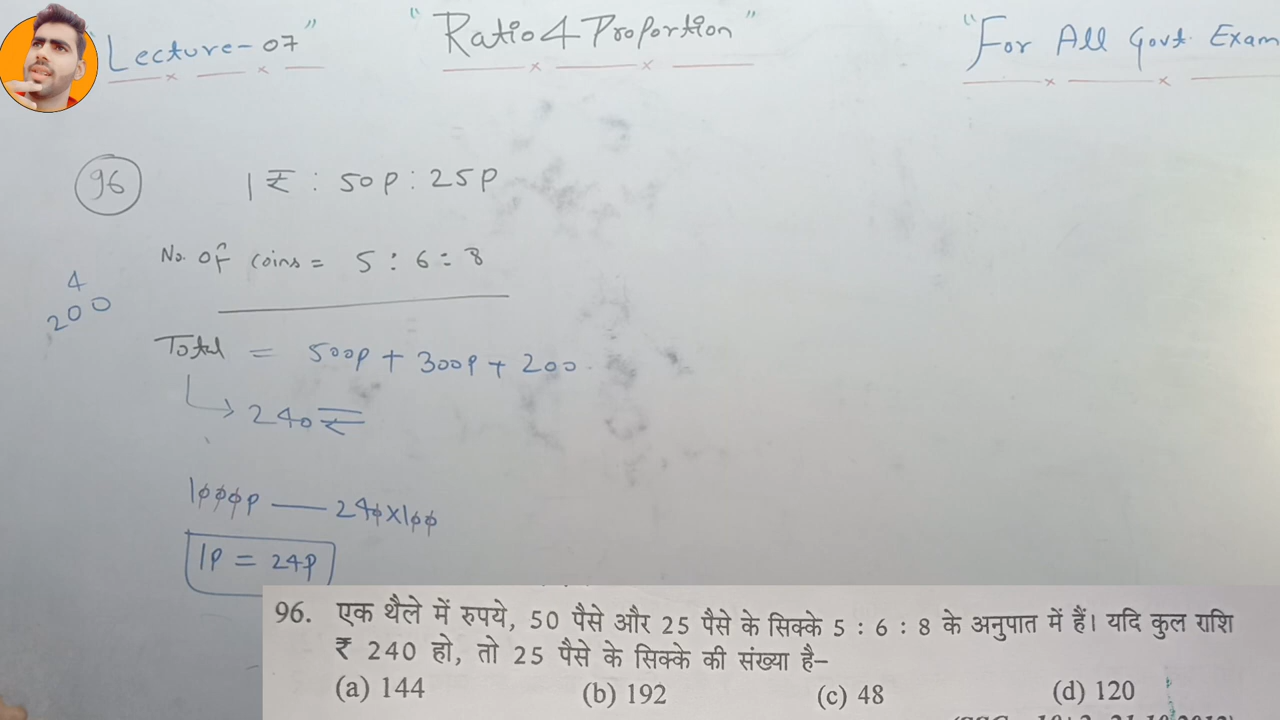 "Lecture-07"
"Ratio & Proportion"
"For All Govt. Exam
96
1₹ : 50p : 25p
No. of coins = 5 : 6 : 8
4
200
Total = 500p + 300p + 200
240₹
1000p — 240×100
1p = 24p
96. एक थैले में रुपये, 50 पैसे और 25 पैसे के सिक्के 5 : 6 : 8 के अनुपात में हैं। यदि कुल राशि
₹ 240 हो, तो 25 पैसे के सिक्के की संख्या है–
(a) 144 (b) 192 (c) 48 (d) 120